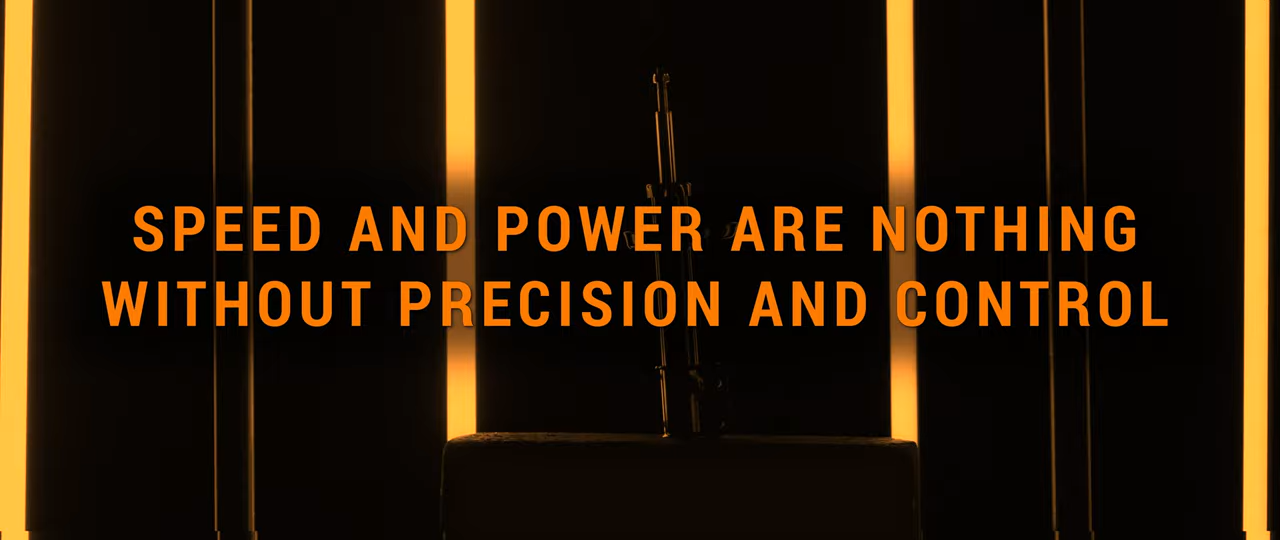 SPEED AND POWER ARE NOTHING
WITHOUT PRECISION AND CONTROL